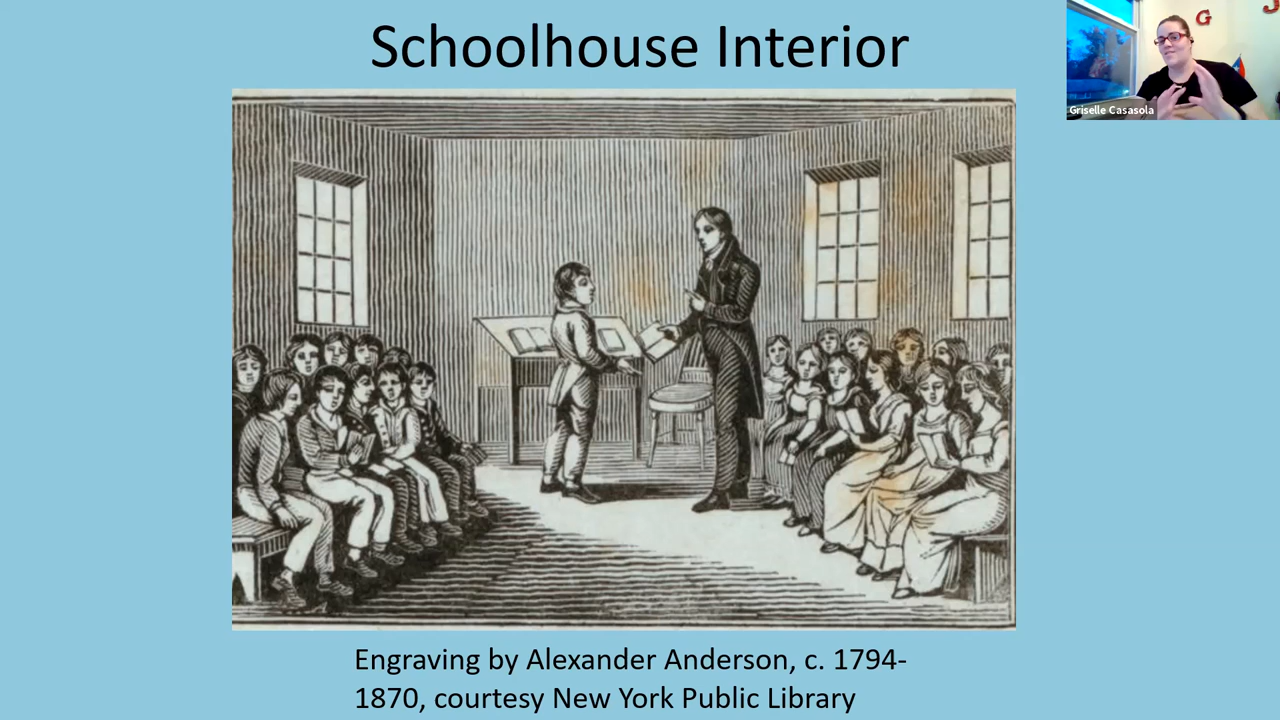 Schoolhouse Interior
G
J
Griselle Casasola
Engraving by Alexander Anderson, c. 1794-
1870, courtesy New York Public Library